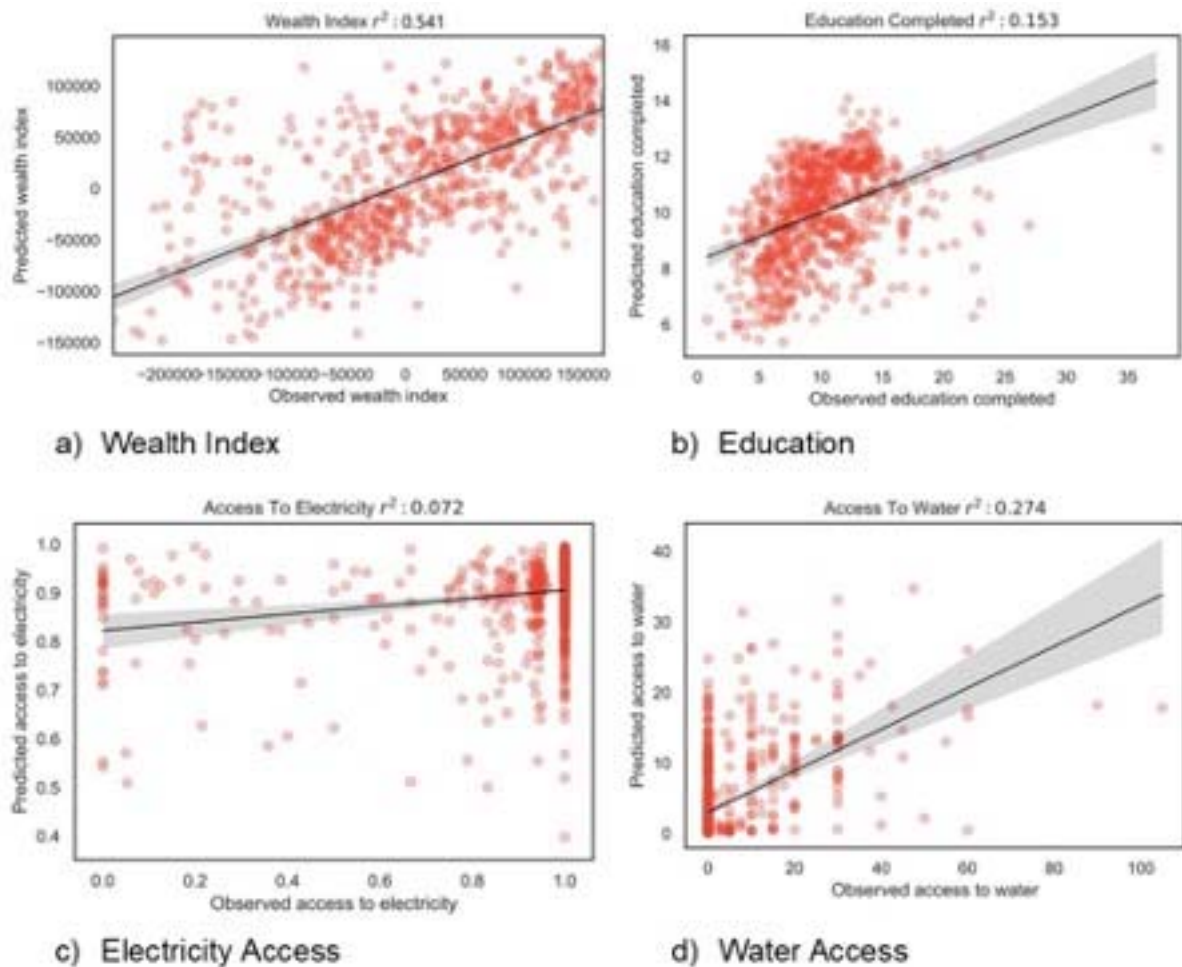 Wealth Index r² : 0.541
100000
50000
0
−50000
−100000
−150000
Predicted wealth index
−200000 −150000 −100000 −50000 0 50000 100000 150000
Observed wealth index
a) Wealth Index
Education Completed r² : 0.153
16
14
12
10
8
6
Predicted education completed
0 5 10 15 20 25 30 35
Observed education completed
b) Education
Access To Electricity r² : 0.072
1.0
0.9
0.8
0.7
0.6
0.5
0.4
Predicted access to electricity
0.0 0.2 0.4 0.6 0.8 1.0
Observed access to electricity
c) Electricity Access
Access To Water r² : 0.274
40
30
20
10
0
Predicted access to water
0 20 40 60 80 100
Observed access to water
d) Water Access